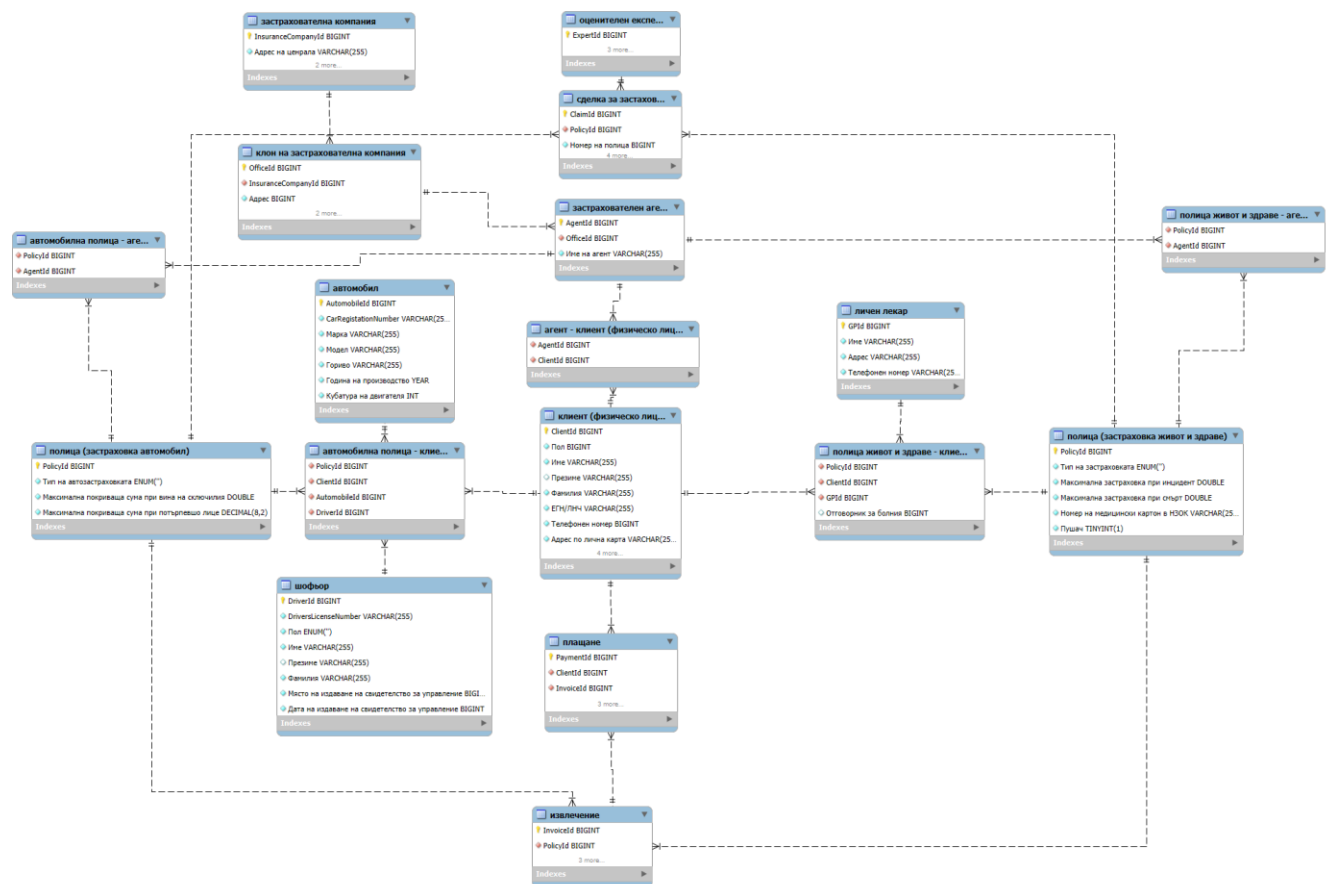 застрахователна компания
InsuranceCompanyId BIGINT
Адрес на централа VARCHAR(255)
2 more...
Indexes
оценителен експе...
ExpertId BIGINT
3 more...
Indexes
сделка за застахов...
ClaimId BIGINT
PolicyId BIGINT
Номер на полица BIGINT
4 more...
Indexes
клон на застрахователна компания
OfficeId BIGINT
InsuranceCompanyId BIGINT
Адрес BIGINT
2 more...
Indexes
застрахователен аге...
AgentId BIGINT
OfficeId BIGINT
Име на агент VARCHAR(255)
Indexes
полица живот и здраве - аге...
PolicyId BIGINT
AgentId BIGINT
Indexes
автомобилна полица - аге...
PolicyId BIGINT
AgentId BIGINT
Indexes
автомобил
AutomobileId BIGINT
CarRegistationNumber VARCHAR(25...
Марка VARCHAR(255)
Модел VARCHAR(255)
Гориво VARCHAR(255)
Година на производство YEAR
Кубатура на двигателя INT
Indexes
агент - клиент (физическо лиц...
AgentId BIGINT
ClientId BIGINT
Indexes
личен лекар
GPId BIGINT
Име VARCHAR(255)
Адрес VARCHAR(255)
Телефонен номер VARCHAR(25...
Indexes
полица (застраховка автомобил)
PolicyId BIGINT
Тип на автозастраховката ENUM('')
Максимална покриваща сума при вина на сключилия DOUBLE
Максимална покриваща сума при потърпевшо лице DECIMAL(8,2)
Indexes
автомобилна полица - клие...
PolicyId BIGINT
ClientId BIGINT
AutomobileId BIGINT
DriverId BIGINT
Indexes
клиент (физическо лиц...
ClientId BIGINT
Пол BIGINT
Име VARCHAR(255)
Презиме VARCHAR(255)
Фамилия VARCHAR(255)
ЕГН/ЛНЧ VARCHAR(255)
Телефонен номер BIGINT
Адрес по лична карта VARCHAR(25...
4 more...
Indexes
полица живот и здраве - клие...
PolicyId BIGINT
ClientId BIGINT
GPId BIGINT
Отговорник за болния BIGINT
Indexes
полица (застраховка живот и здраве)
PolicyId BIGINT
Тип на застраховката ENUM('')
Максимална застраховка при инцидент DOUBLE
Максимална застраховка при смърт DOUBLE
Номер на медицински картон в НЗОК VARCHAR(25...
Пушач TINYINT(1)
Indexes
шофьор
DriverId BIGINT
DriversLicenseNumber VARCHAR(255)
Пол ENUM('')
Име VARCHAR(255)
Презиме VARCHAR(255)
Фамилия VARCHAR(255)
Място на издаване на свидетелство за управление BIGI...
Дата на издаване на свидетелство за управление BIGINT
Indexes
плащане
PaymentId BIGINT
ClientId BIGINT
InvoiceId BIGINT
3 more...
Indexes
извлечение
InvoiceId BIGINT
PolicyId BIGINT
3 more...
Indexes